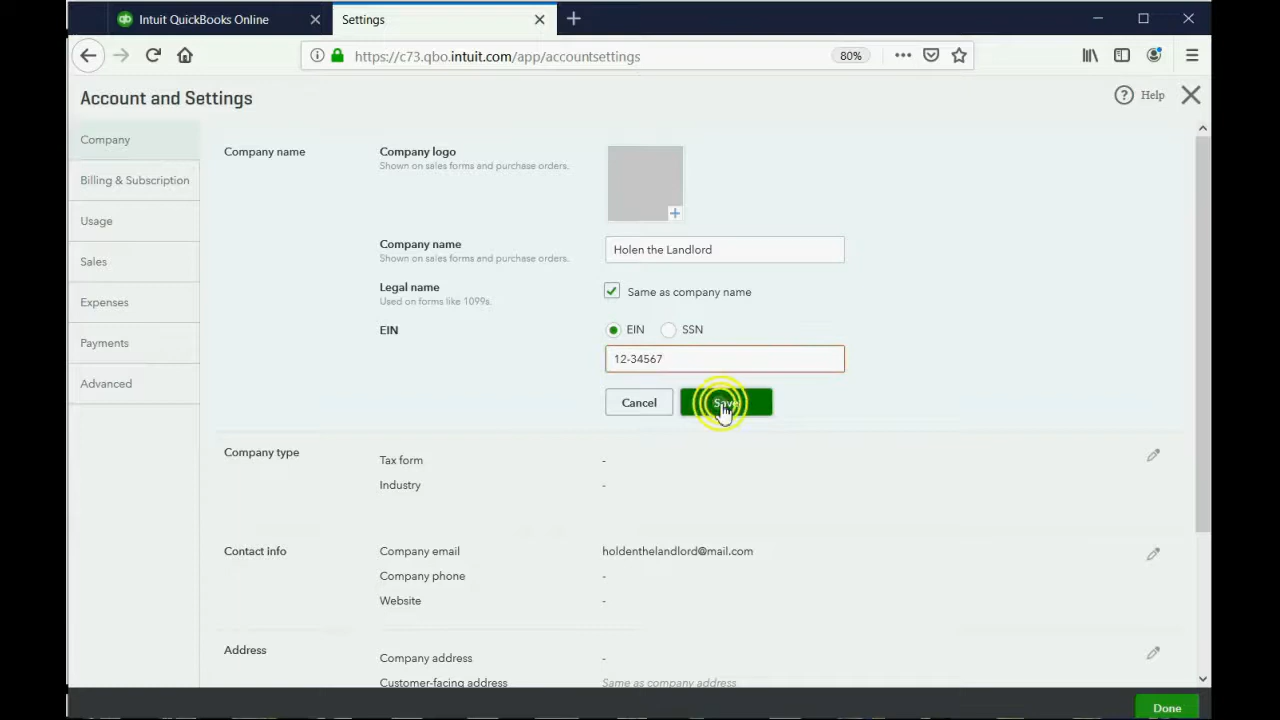 Intuit QuickBooks Online
Settings
https://c73.qbo.intuit.com/app/accountsettings
80%
Account and Settings
Help
Company
Billing & Subscription
Usage
Sales
Expenses
Payments
Advanced
Company name
Company logo
Shown on sales forms and purchase orders.
Company name
Shown on sales forms and purchase orders.
Holen the Landlord
Legal name
Used on forms like 1099s.
Same as company name
EIN
EIN
SSN
12-34567
Cancel
Save
Company type
Tax form
-
Industry
-
Contact info
Company email
holdenthelandlord@mail.com
Company phone
-
Website
-
Address
Company address
-
Customer-facing address
Same as company address
Done